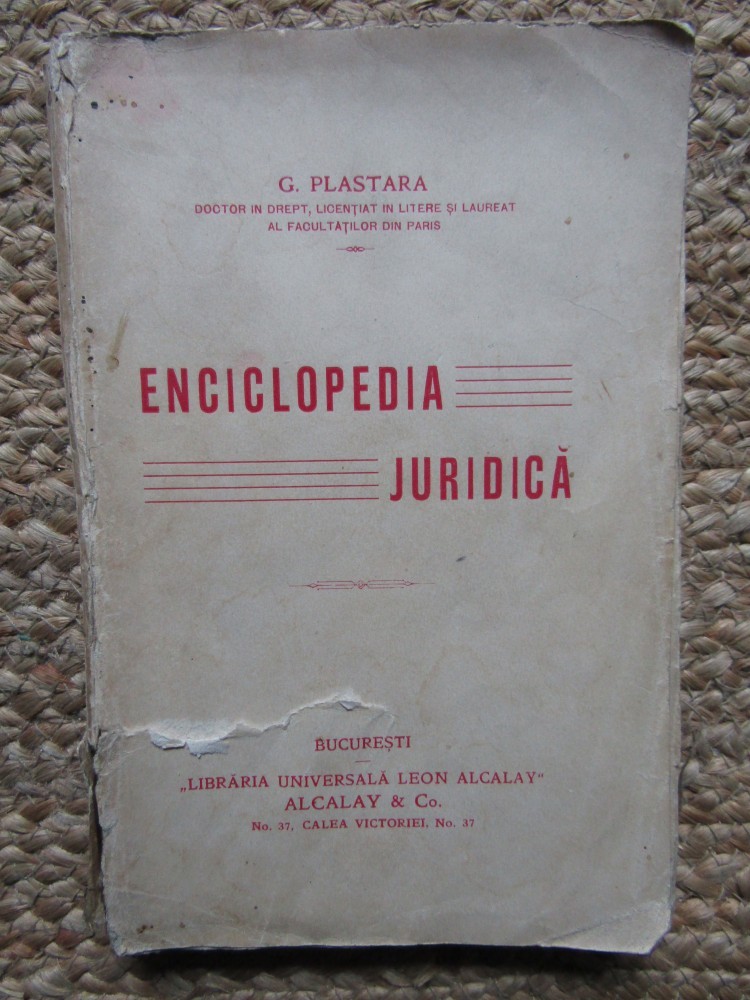 G. PLASTARA
DOCTOR IN DREPT, LICENȚIAT IN LITERE ȘI LAUREAT
AL FACULTĂȚILOR DIN PARIS
ENCICLOPEDIA
JURIDICĂ
BUCUREȘTI
„LIBRĂRIA UNIVERSALĂ LEON ALCALAY“
ALCALAY & Co.
No. 37, CALEA VICTORIEI, No. 37